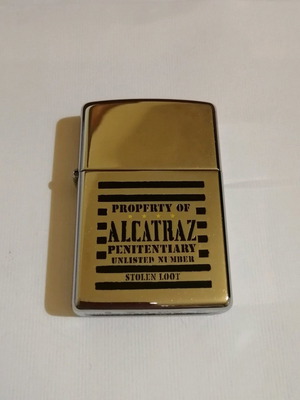 PROPERTY OF
ALCATRAZ
PENITENTIARY
UNLISTED NUMBER
STOLEN LOOT